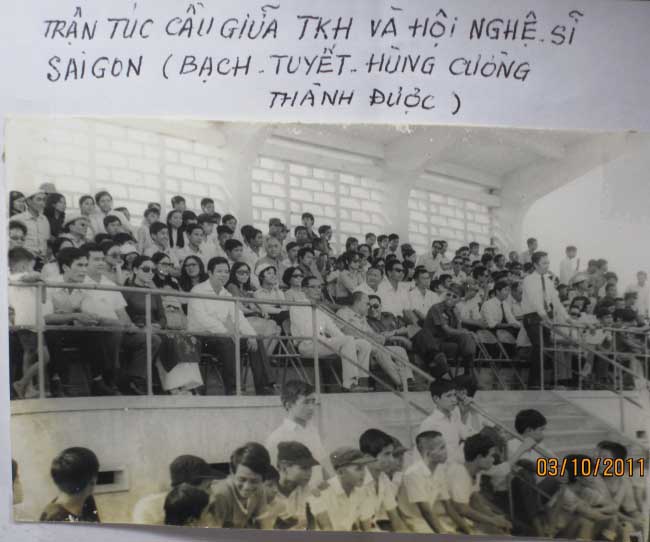 TRẬN TÚC CẦU GIỮA TKH VÀ HỘI NGHỆ-SĨ
SAIGON (BẠCH-TUYẾT-HÙNG CƯỜNG
THÀNH ĐƯỢC)
03/10/2011